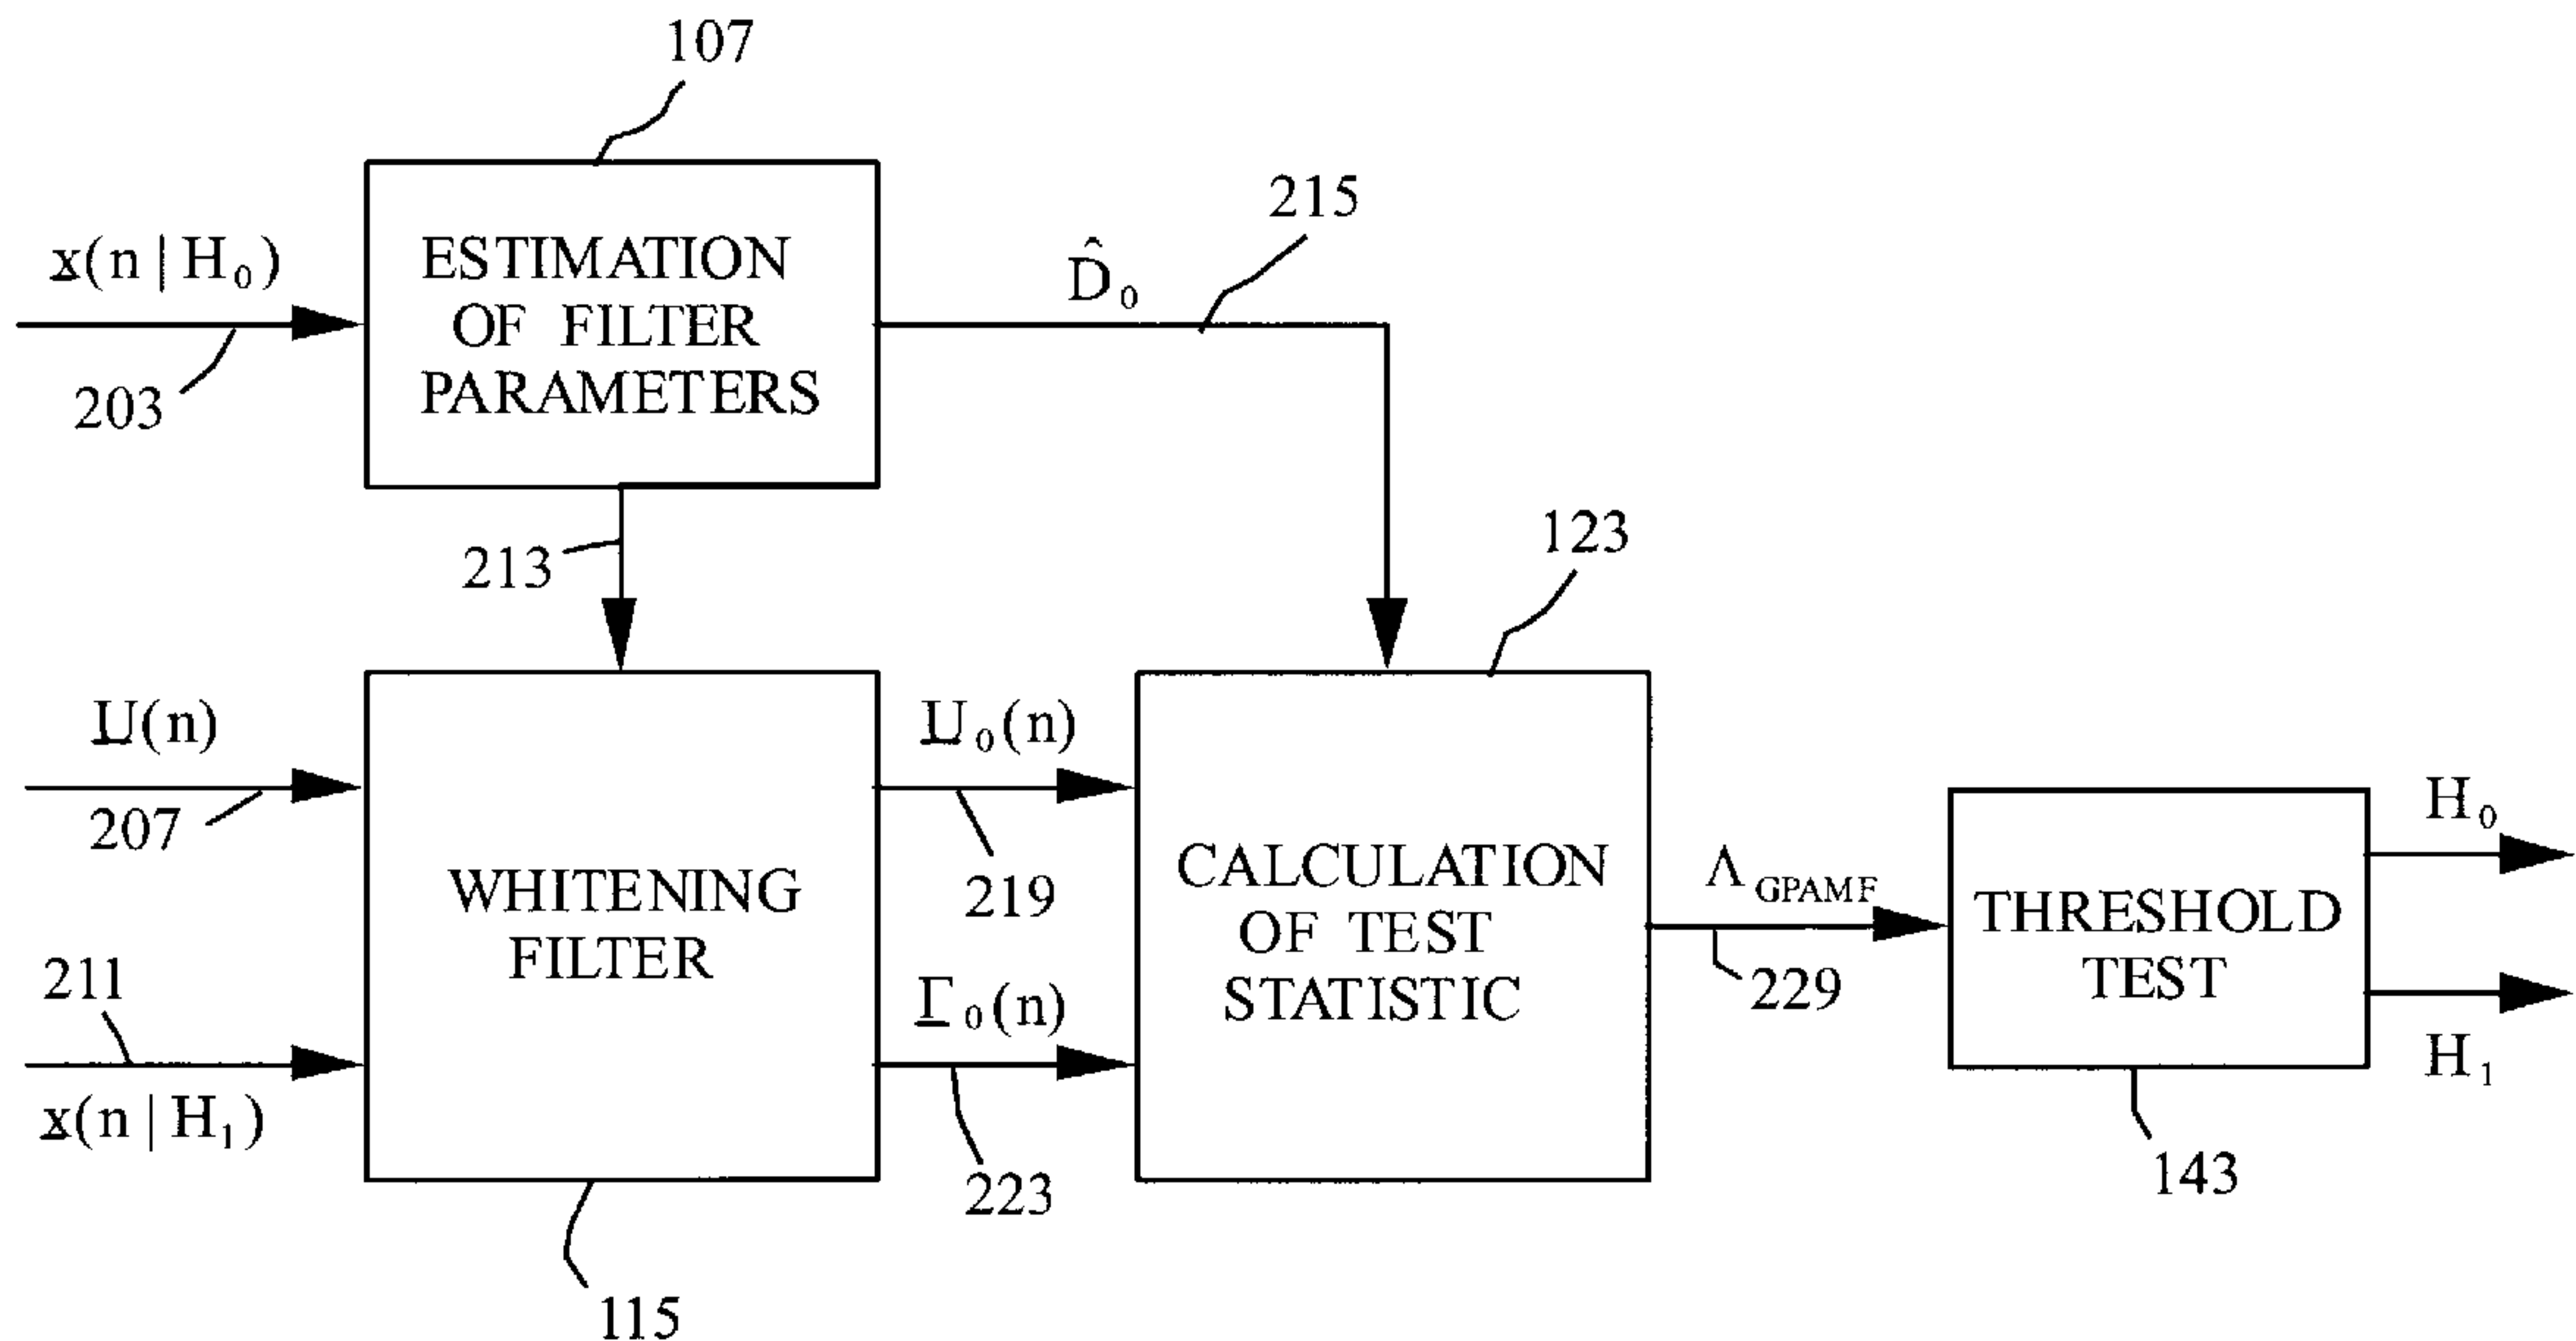 107
x(n | H₀)
203
ESTIMATION
OF FILTER
PARAMETERS
D̂₀
215
213
123
U(n)
207
211
x(n | H₁)
WHITENING
FILTER
115
U₀(n)
219
Γ₀(n)
223
CALCULATION
OF TEST
STATISTIC
Λ GPAMF
229
THRESHOLD
TEST
143
H₀
H₁